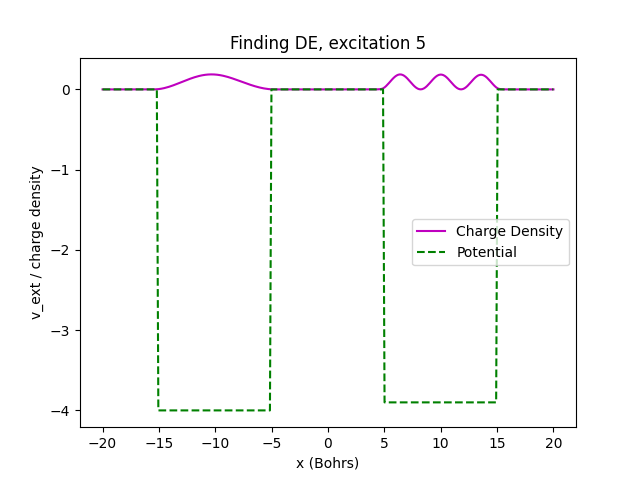 Finding DE, excitation 5
v_ext / charge density
0
−1
−2
−3
−4
Charge Density
Potential
−20 −15 −10 −5 0 5 10 15 20
x (Bohrs)